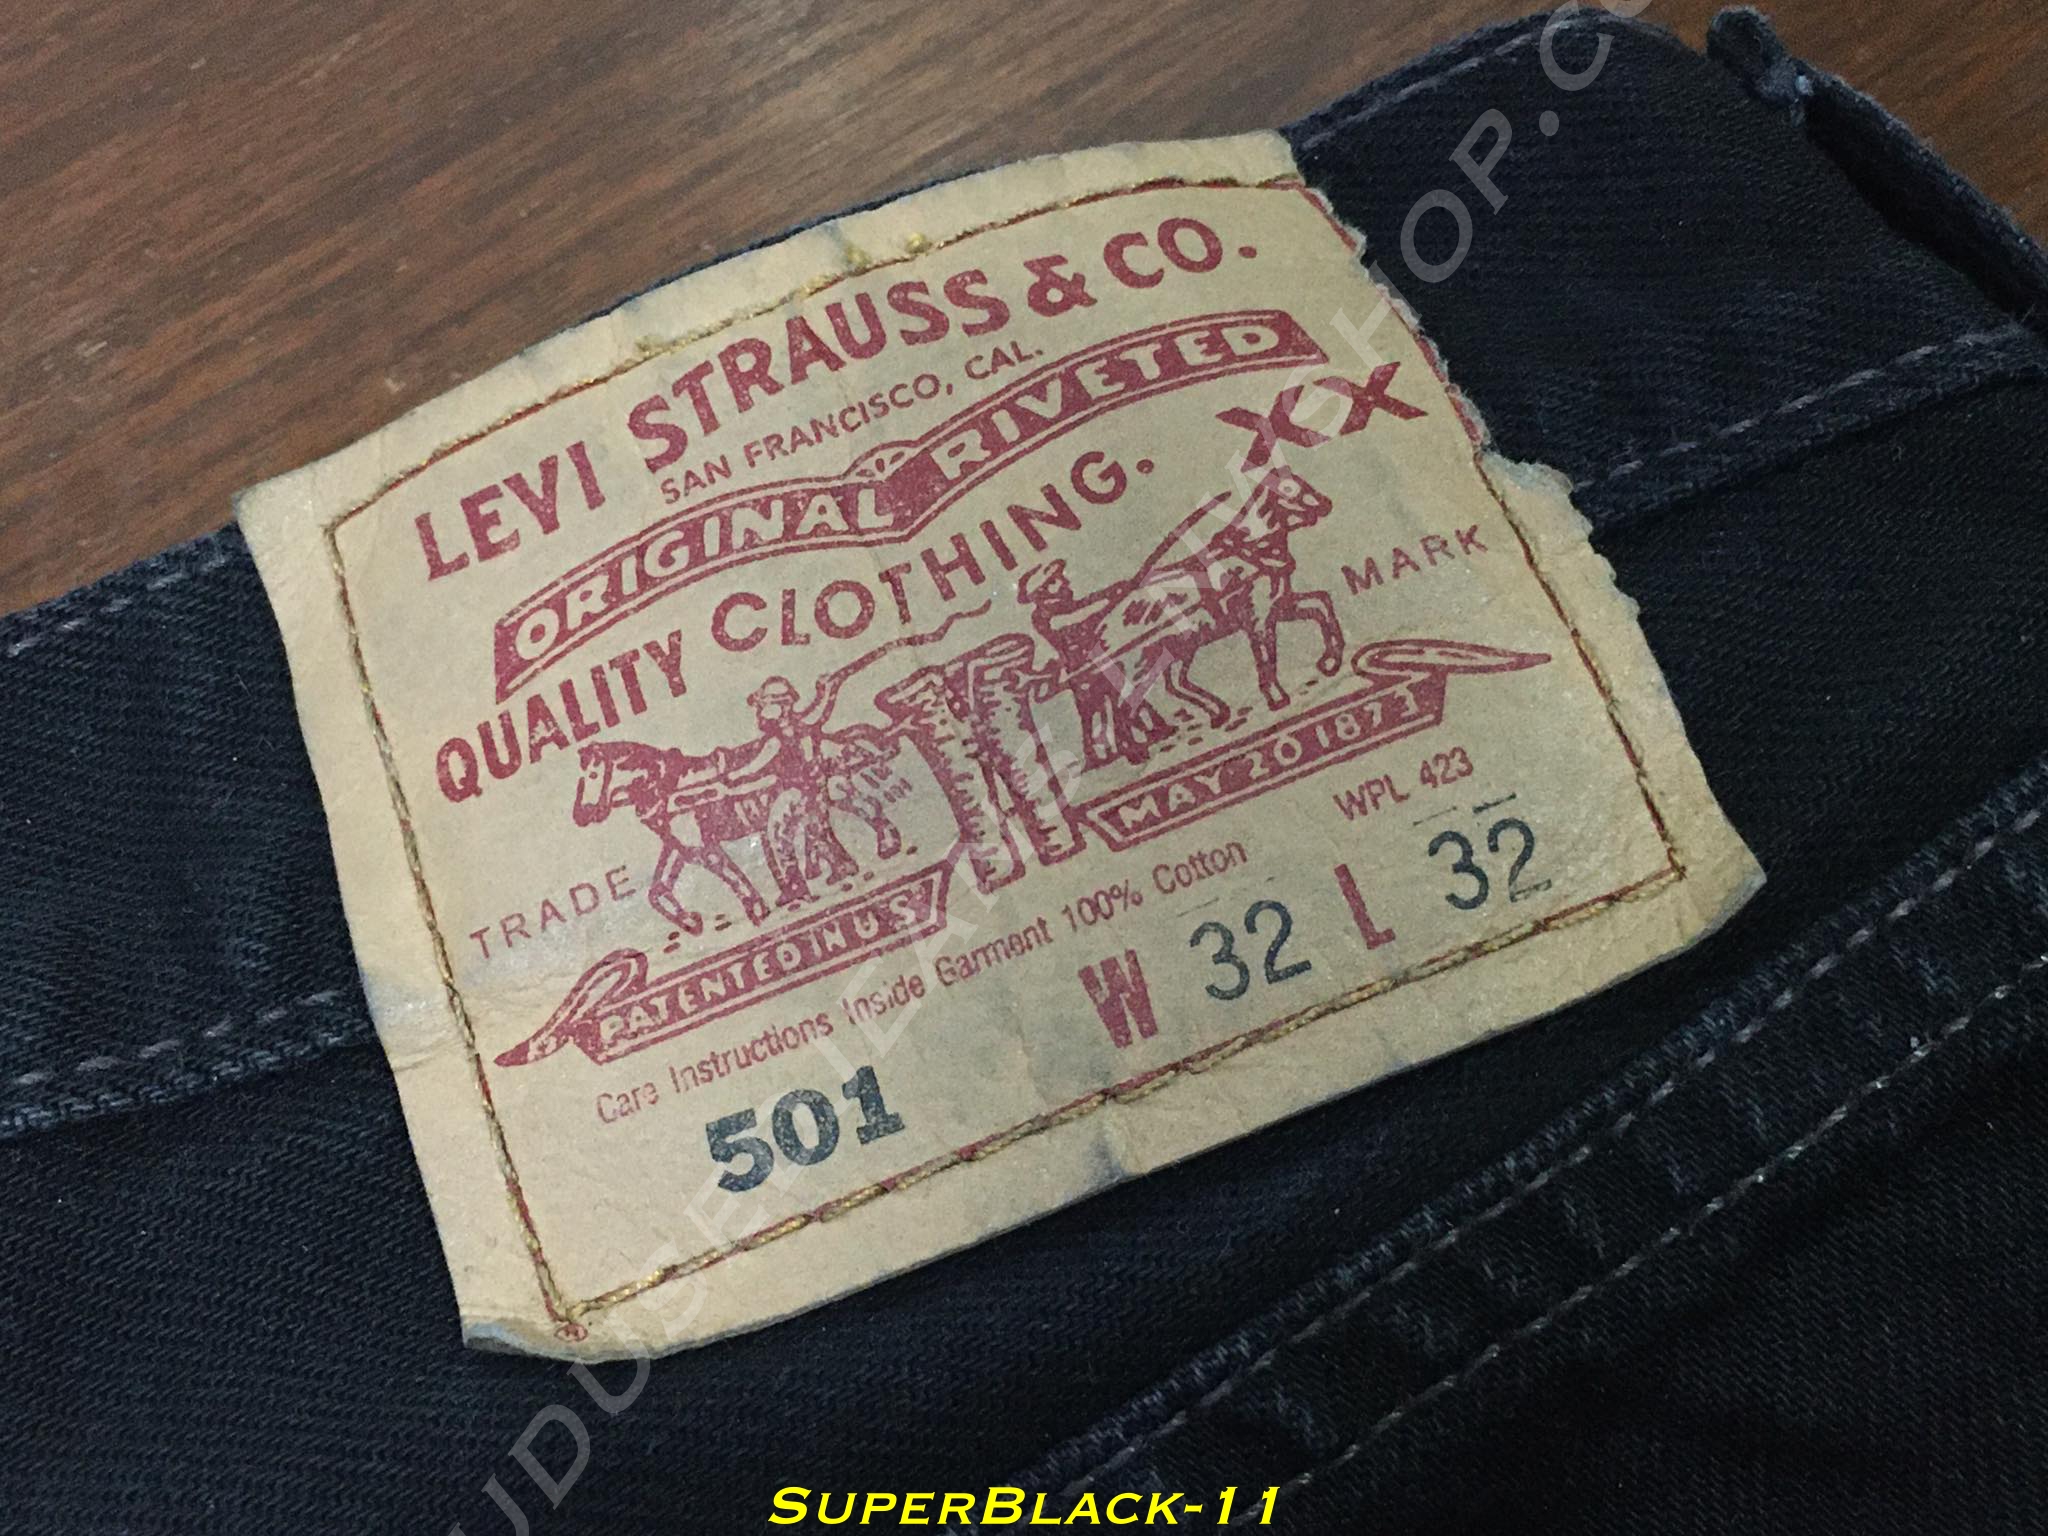 LEVI STRAUSS & CO.
SAN FRANCISCO, CAL.
ORIGINAL RIVETED
QUALITY CLOTHING. XX
TRADE MARK
PATENTED IN U S MAY 20 1873
WPL 423
Care Instructions Inside Garment 100% Cotton
501 W 32 L 32
SUPERBLACK-11